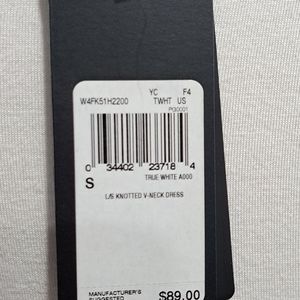 YC F4
W4FK51H2200 TWHT US
PG0001
0 34402 23718 4
S TRUE WHITE A000
L/S KNOTTED V-NECK DRESS
MANUFACTURER'S
SUGGESTED $89.00